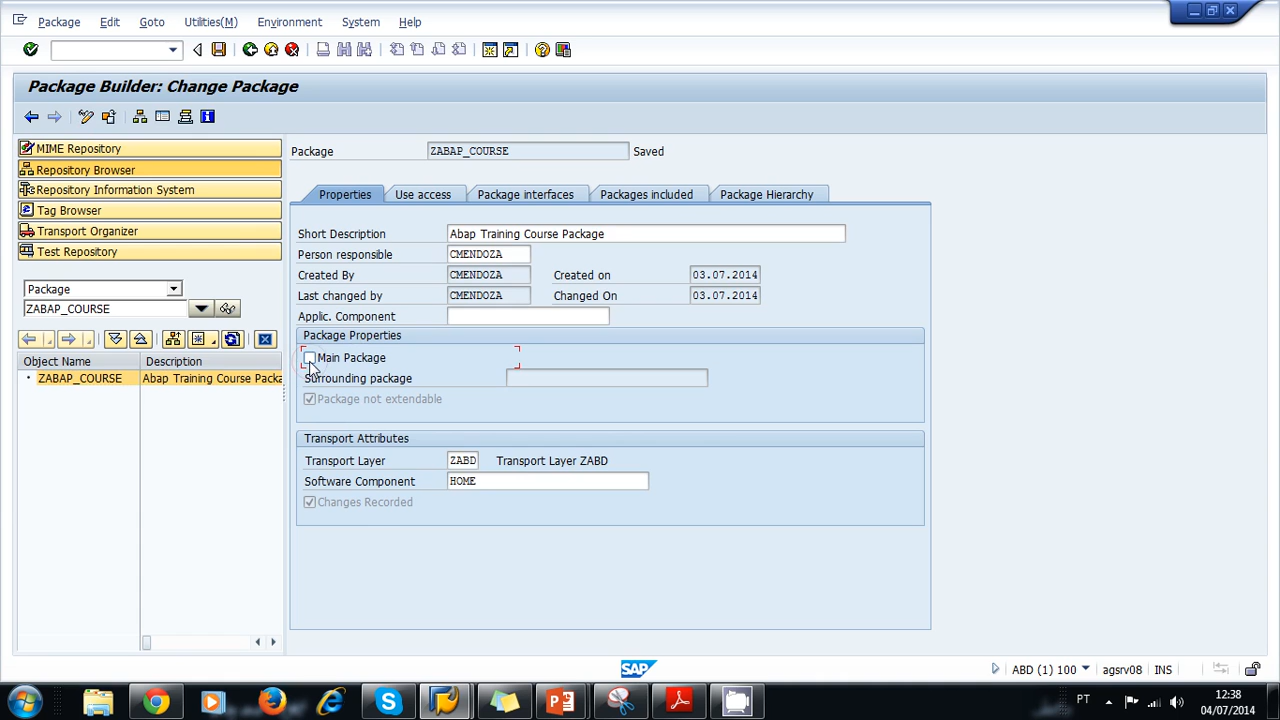 Package Edit Goto Utilities(M) Environment System Help
Package Builder: Change Package
MIME Repository
Repository Browser
Repository Information System
Tag Browser
Transport Organizer
Test Repository
Package
ZABAP_COURSE
Object Name Description
ZABAP_COURSE Abap Training Course Packa
Package ZABAP_COURSE Saved
Properties Use access Package interfaces Packages included Package Hierarchy
Short Description Abap Training Course Package
Person responsible CMENDOZA
Created By CMENDOZA Created on 03.07.2014
Last changed by CMENDOZA Changed On 03.07.2014
Applic. Component
Package Properties
Main Package
Surrounding package
Package not extendable
Transport Attributes
Transport Layer ZABD Transport Layer ZABD
Software Component HOME
Changes Recorded
SAP
ABD (1) 100 agsrv08 INS
PT 12:38
04/07/2014